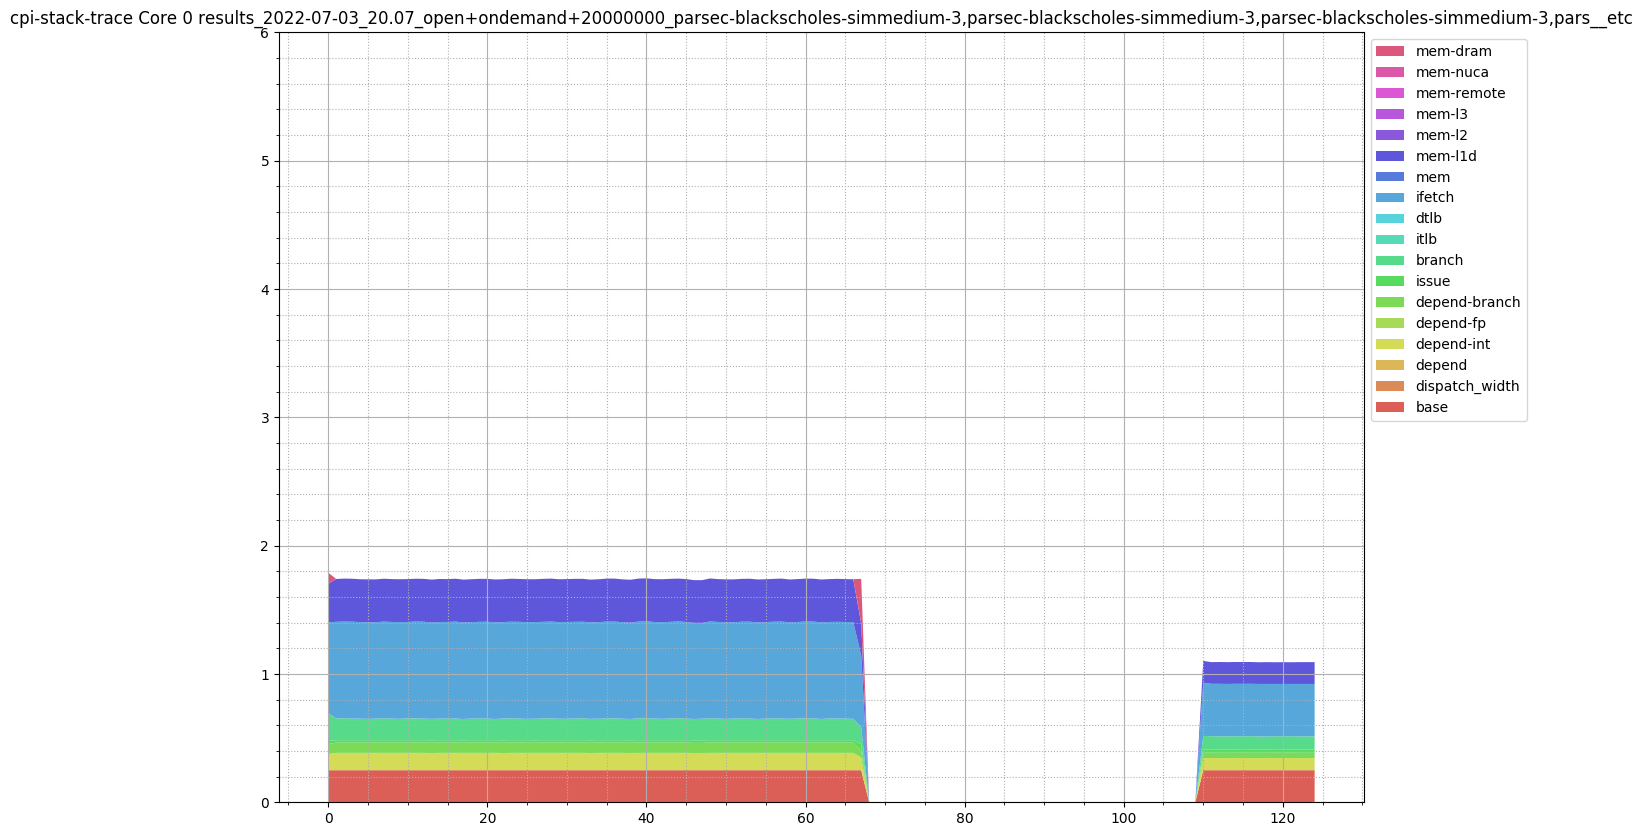 cpi-stack-trace Core 0 results_2022-07-03_20.07_open+ondemand+20000000_parsec-blackscholes-simmedium-3,parsec-blackscholes-simmedium-3,parsec-blackscholes-simmedium-3,pars__etc
6
5
4
3
2
1
0
0 20 40 60 80 100 120
mem-dram
mem-nuca
mem-remote
mem-l3
mem-l2
mem-l1d
mem
ifetch
dtlb
itlb
branch
issue
depend-branch
depend-fp
depend-int
depend
dispatch_width
base